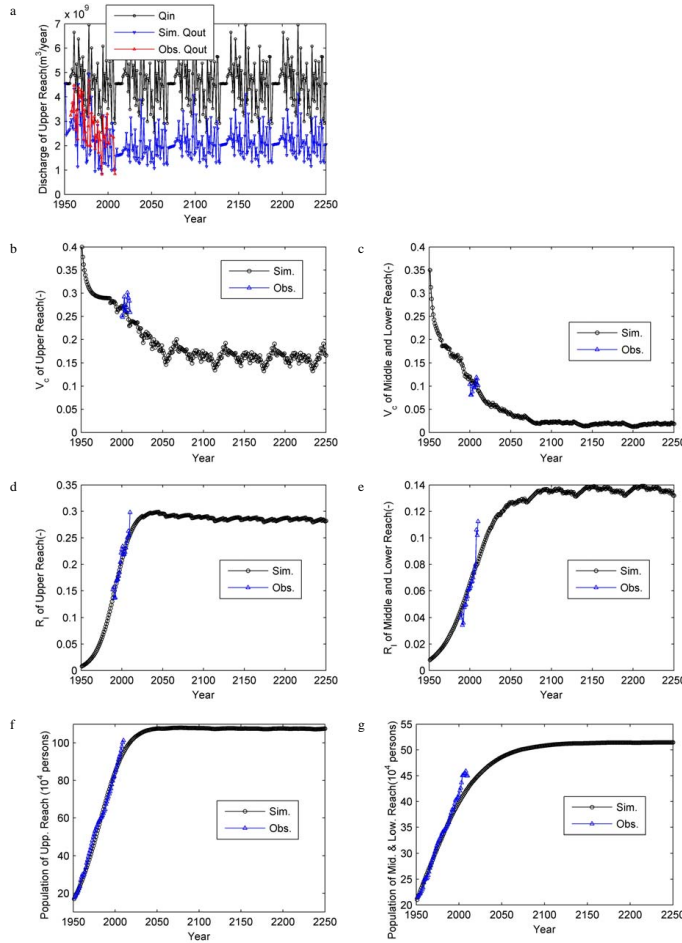 a
× 10⁹
Qin
Sim. Qout
Obs. Qout
Discharge of Upper Reach(m³/year)
7
6
5
4
3
2
1
0
1950 2000 2050 2100 2150 2200 2250
Year
b
V_c of Upper Reach(-)
0.4
0.35
0.3
0.25
0.2
0.15
0.1
0.05
0
Sim.
Obs.
1950 2000 2050 2100 2150 2200 2250
Year
c
V_c of Middle and Lower Reach(-)
0.4
0.35
0.3
0.25
0.2
0.15
0.1
0.05
0
Sim.
Obs.
1950 2000 2050 2100 2150 2200 2250
Year
d
R_I of Upper Reach(-)
0.35
0.3
0.25
0.2
0.15
0.1
0.05
0
Sim.
Obs.
1950 2000 2050 2100 2150 2200 2250
Year
e
R_I of Middle and Lower Reach(-)
0.14
0.12
0.1
0.08
0.06
0.04
0.02
0
Sim.
Obs.
1950 2000 2050 2100 2150 2200 2250
Year
f
Population of Upp. Reach (10⁴ persons)
100
80
60
40
20
Sim.
Obs.
1950 2000 2050 2100 2150 2200 2250
Year
g
Population of Mid. & Low. Reach(10⁴ persons)
55
50
45
40
35
30
25
20
Sim.
Obs.
1950 2000 2050 2100 2150 2200 2250
Year